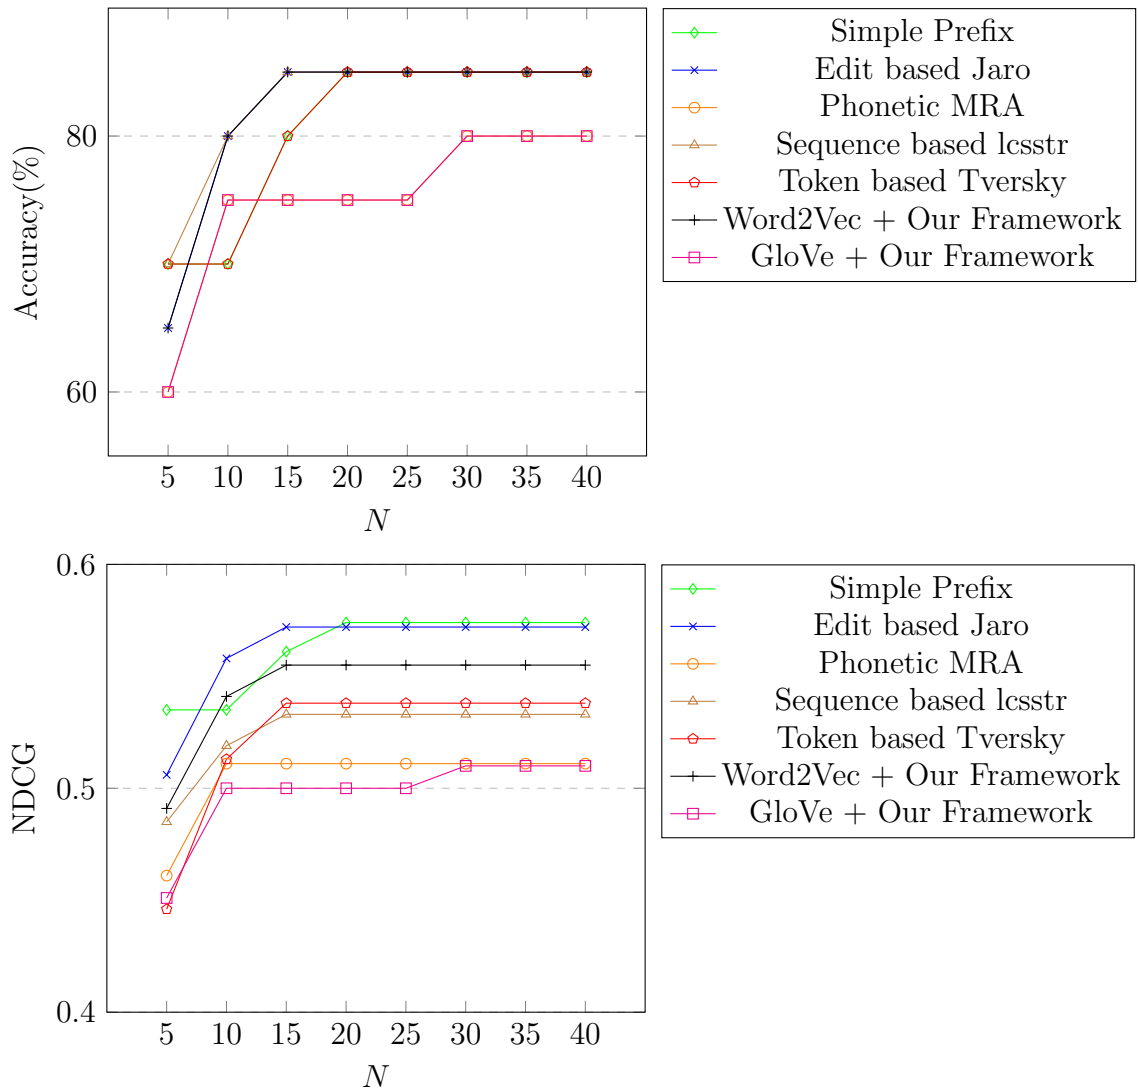 Simple Prefix
Edit based Jaro
Phonetic MRA
Sequence based lcsstr
Token based Tversky
Word2Vec + Our Framework
GloVe + Our Framework
Accuracy(%)
80
60
5 10 15 20 25 30 35 40
N
Simple Prefix
Edit based Jaro
Phonetic MRA
Sequence based lcsstr
Token based Tversky
Word2Vec + Our Framework
GloVe + Our Framework
NDCG
0.6
0.5
0.4
5 10 15 20 25 30 35 40
N